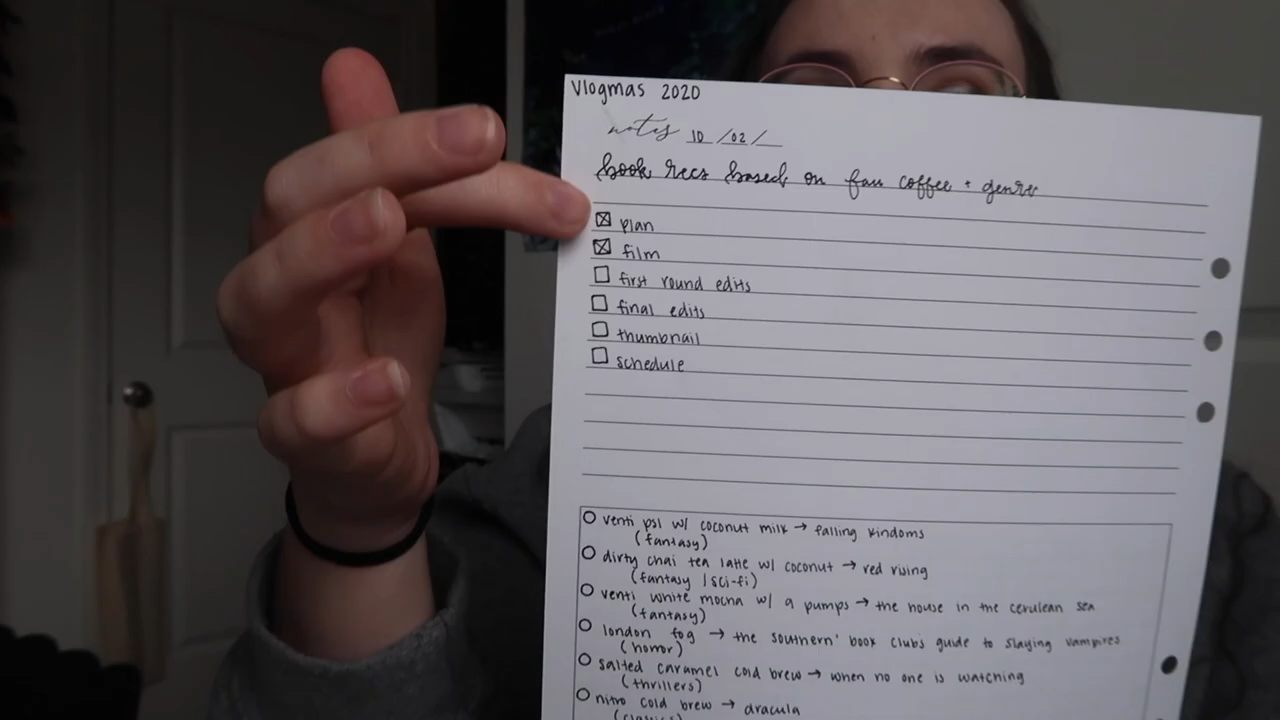 Vlogmas 2020
notes 10/02/
book recs based on fav coffee + genre
plan
film
first round edits
final edits
thumbnail
schedule
venti psl w/ coconut milk → falling kindoms
(fantasy)
dirty chai tea latte w/ coconut → red rising
(fantasy /sci-fi)
venti white mocha w/ a pumps → the house in the cerulean sea
(fantasy)
london fog → the southern' book club's guide to slaying vampires
(horror)
salted caramel cold brew → when no one is watching
(thrillers)
nitro cold brew → dracula
(classics)